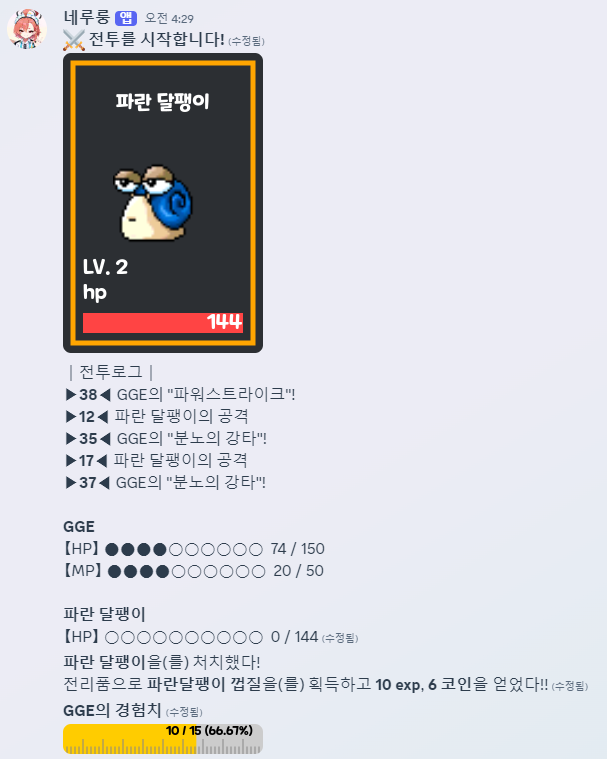 네루룽 앱 오전 4:29
⚔️ 전투를 시작합니다! (수정됨)
파란 달팽이
LV. 2
hp
144
| 전투로그 |
▶38◀ GGE의 "파워스트라이크"!
▶12◀ 파란 달팽이의 공격
▶35◀ GGE의 "분노의 강타"!
▶17◀ 파란 달팽이의 공격
▶37◀ GGE의 "분노의 강타"!
GGE
【HP】 ●●●●○○○○○○ 74 / 150
【MP】 ●●●●○○○○○○ 20 / 50
파란 달팽이
【HP】 ○○○○○○○○○○ 0 / 144 (수정됨)
파란 달팽이을(를) 처치했다!
전리품으로 파란달팽이 껍질을(를) 획득하고 10 exp, 6 코인을 얻었다!! (수정됨)
GGE의 경험치 (수정됨)
10 / 15 (66.67%)